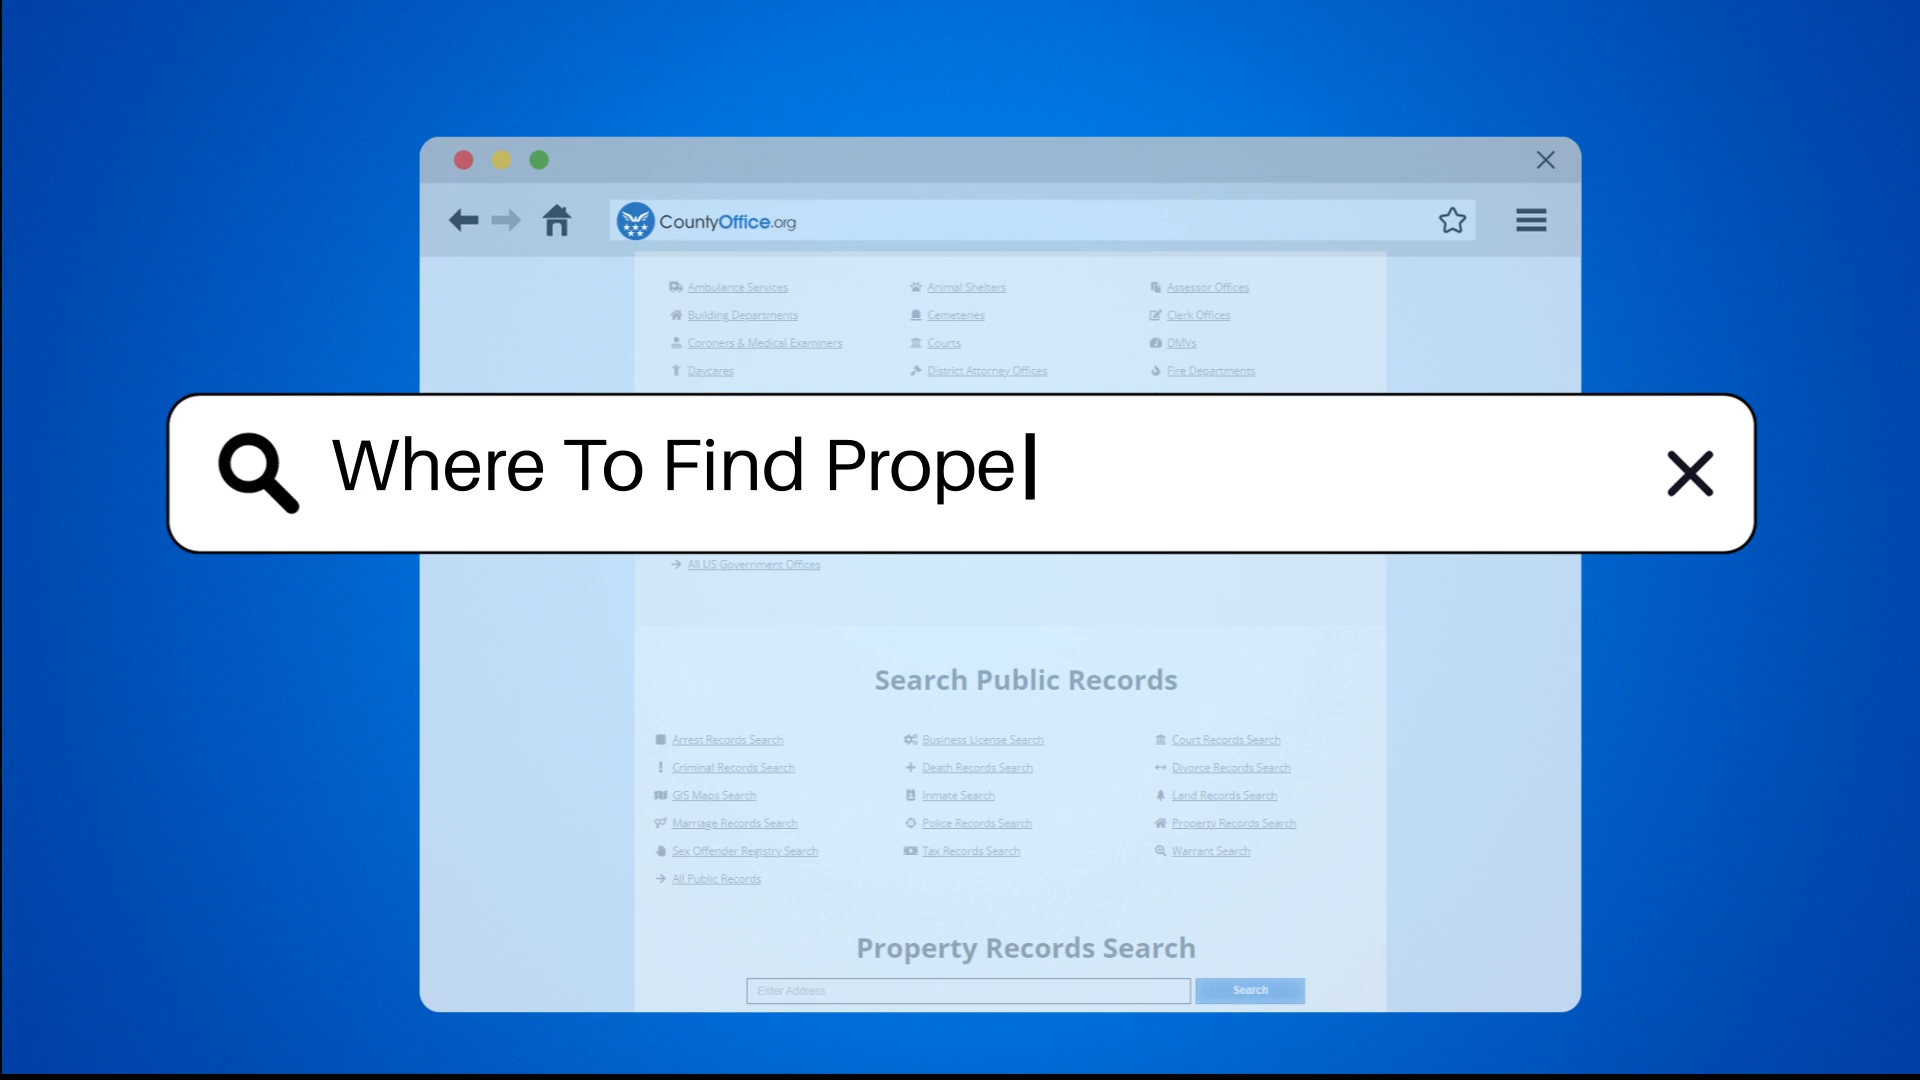 CountyOffice.org
Ambulance Services Animal Shelters Assessor Offices
Building Departments Cemeteries Clerk Offices
Coroners & Medical Examiners Courts DMVs
Daycares District Attorney Offices Fire Departments
Where To Find Prope
All US Government Offices
Search Public Records
Arrest Records Search Business License Search Court Records Search
Criminal Records Search Death Records Search Divorce Records Search
GIS Maps Search Inmate Search Land Records Search
Marriage Records Search Police Records Search Property Records Search
Sex Offender Registry Search Tax Records Search Warrant Search
All Public Records
Property Records Search
Enter Address Search